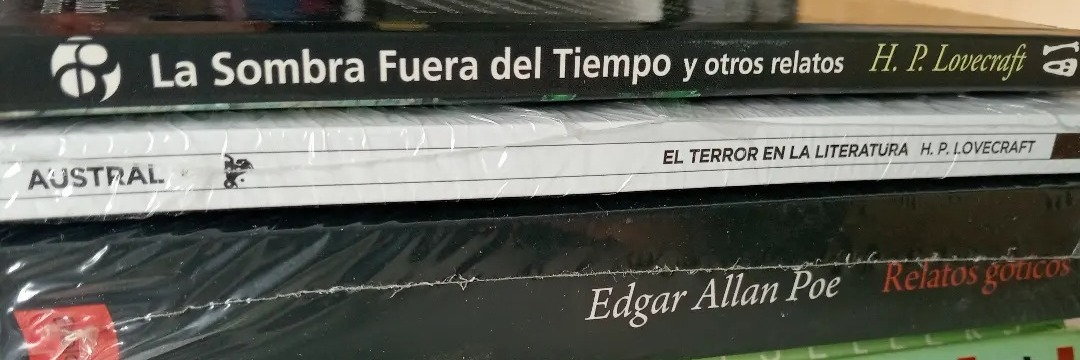 La Sombra Fuera del Tiempo y otros relatos H. P. Lovecraft
AUSTRAL EL TERROR EN LA LITERATURA H. P. LOVECRAFT
Edgar Allan Poe Relatos góticos